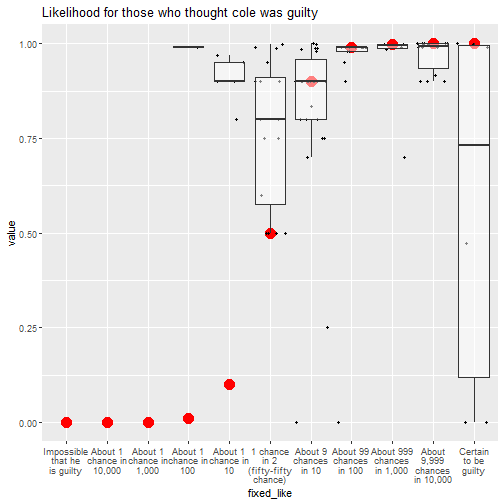 Likelihood for those who thought cole was guilty
value
1.00
0.75
0.50
0.25
0.00
Impossible
that he
is guilty
About 1
chance in
10,000
About 1
chance in
1,000
About 1
chance in
100
About 1
chance in
10
1 chance
in 2
(fifty-fifty
chance)
About 9
chances
in 10
About 99
chances
in 100
About 999
chances
in 1,000
About
9,999
chances
in 10,000
Certain
to be
guilty
fixed_like